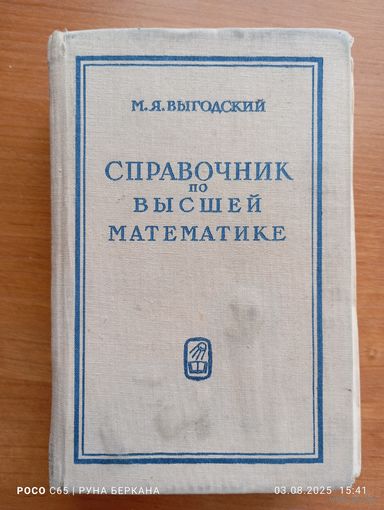 М.Я. ВЫГОДСКИЙ
СПРАВОЧНИК
ПО
ВЫСШЕЙ
МАТЕМАТИКЕ
POCO C65 | РУНА БЕРКАНА
03.08.2025 15:41